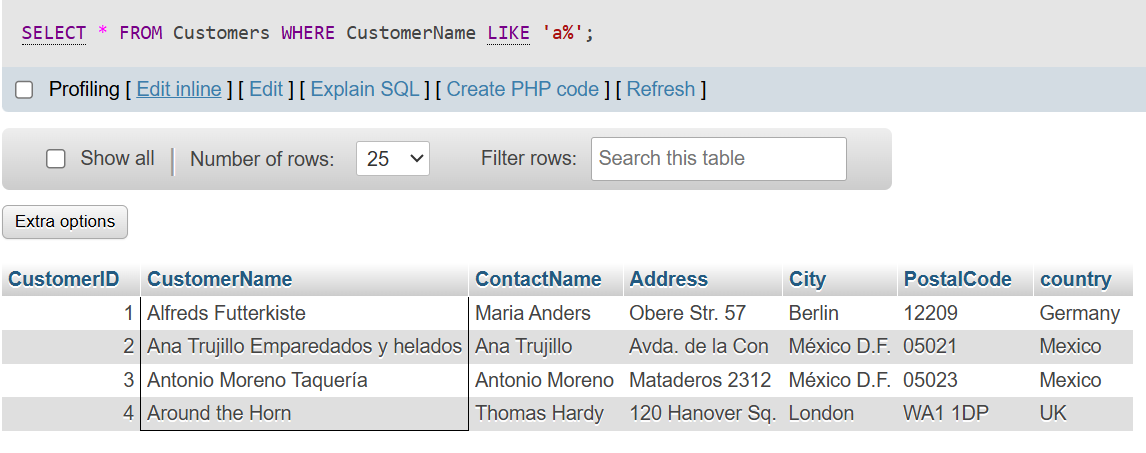 SELECT * FROM Customers WHERE CustomerName LIKE 'a%';
Profiling [ Edit inline ] [ Edit ] [ Explain SQL ] [ Create PHP code ] [ Refresh ]
Show all Number of rows: 25 Filter rows: Search this table
Extra options
CustomerID CustomerName ContactName Address City PostalCode country
1 Alfreds Futterkiste Maria Anders Obere Str. 57 Berlin 12209 Germany
2 Ana Trujillo Emparedados y helados Ana Trujillo Avda. de la Con México D.F. 05021 Mexico
3 Antonio Moreno Taquería Antonio Moreno Mataderos 2312 México D.F. 05023 Mexico
4 Around the Horn Thomas Hardy 120 Hanover Sq. London WA1 1DP UK